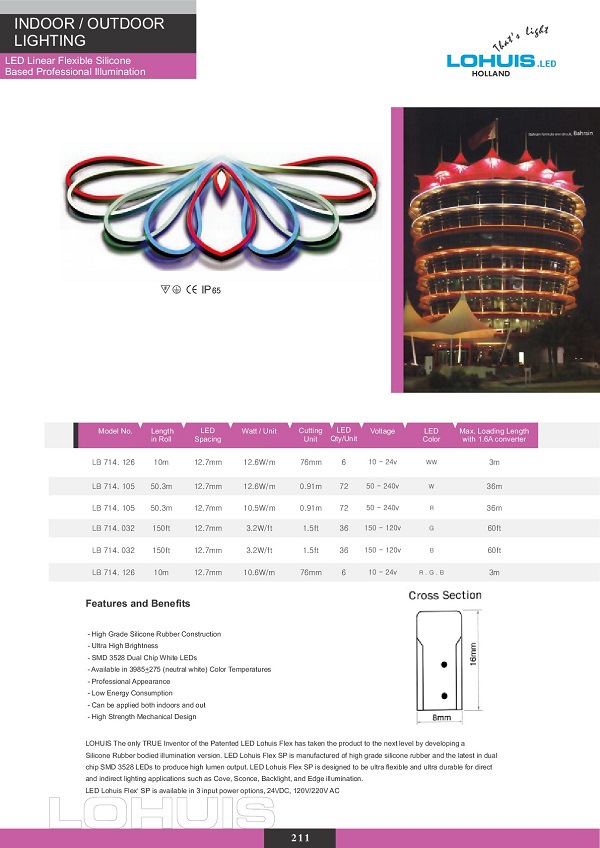 INDOOR / OUTDOOR
LIGHTING
LED Linear Flexible Silicone
Based Professional Illumination
That's light
LOHUIS.LED
HOLLAND
Bahrain
CE IP65
Model No. Length in Roll LED Spacing Watt / Unit Cutting Unit LED Qty/Unit Voltage LED Color Max. Loading Length with 1.6A converter
LB 714. 126 10m 12.7mm 12.6W/m 76mm 6 10 ~ 24v WW 3m
LB 714. 105 50.3m 12.7mm 12.6W/m 0.91m 72 50 ~ 240v W 36m
LB 714. 105 50.3m 12.7mm 10.5W/m 0.91m 72 50 ~ 240v R 36m
LB 714. 032 150ft 12.7mm 3.2W/ft 1.5ft 36 150 ~ 120v G 60ft
LB 714. 032 150ft 12.7mm 3.2W/ft 1.5ft 36 150 ~ 120v B 60ft
LB 714. 126 10m 12.7mm 10.6W/m 76mm 6 10 ~ 24v R . G . B 3m
Features and Benefits
- High Grade Silicone Rubber Construction
- Ultra High Brightness
- SMD 3528 Dual Chip White LEDs
- Available in 3985±275 (neutral white) Color Temperatures
- Professional Appearance
- Low Energy Consumption
- Can be applied both indoors and out
- High Strength Mechanical Design
Cross Section
16mm
8mm
LOHUIS The only TRUE Inventor of the Patented LED Lohuis Flex has taken the product to the next level by developing a
Silicone Rubber bodied illumination version. LED Lohuis Flex SP is manufactured of high grade silicone rubber and the latest in dual
chip SMD 3528 LEDs to produce high lumen output. LED Lohuis Flex SP is designed to be ultra flexible and ultra durable for direct
and indirect lighting applications such as Cove, Sconce, Backlight, and Edge illumination.
LED Lohuis Flex' SP is available in 3 input power options, 24VDC, 120V/220V AC
LOHUIS
211